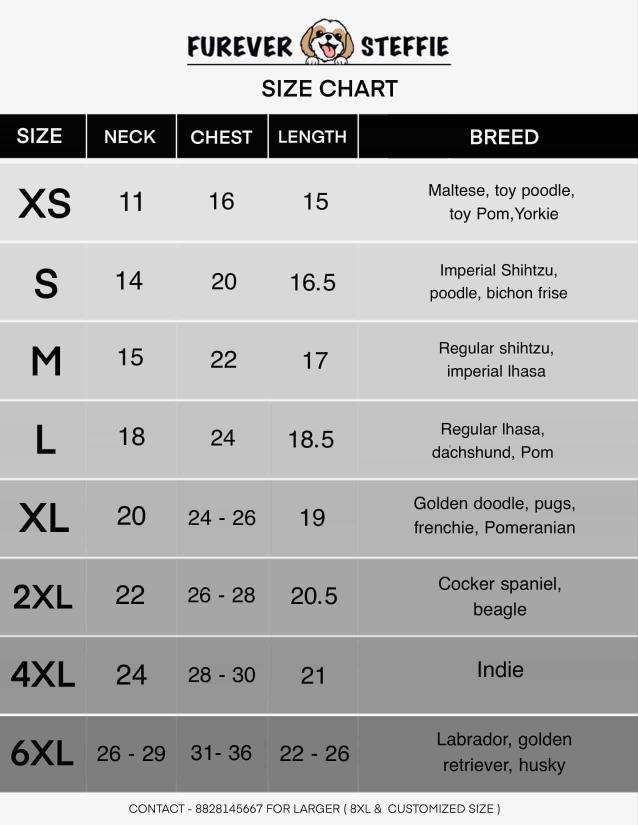 FUREVER STEFFIE
SIZE CHART
SIZE NECK CHEST LENGTH BREED
XS 11 16 15 Maltese, toy poodle,
toy Pom,Yorkie
S 14 20 16.5 Imperial Shihtzu,
poodle, bichon frise
M 15 22 17 Regular shihtzu,
imperial lhasa
L 18 24 18.5 Regular lhasa,
dachshund, Pom
XL 20 24 - 26 19 Golden doodle, pugs,
frenchie, Pomeranian
2XL 22 26 - 28 20.5 Cocker spaniel,
beagle
4XL 24 28 - 30 21 Indie
6XL 26 - 29 31- 36 22 - 26 Labrador, golden
retriever, husky
CONTACT - 8828145667 FOR LARGER ( 8XL & CUSTOMIZED SIZE )